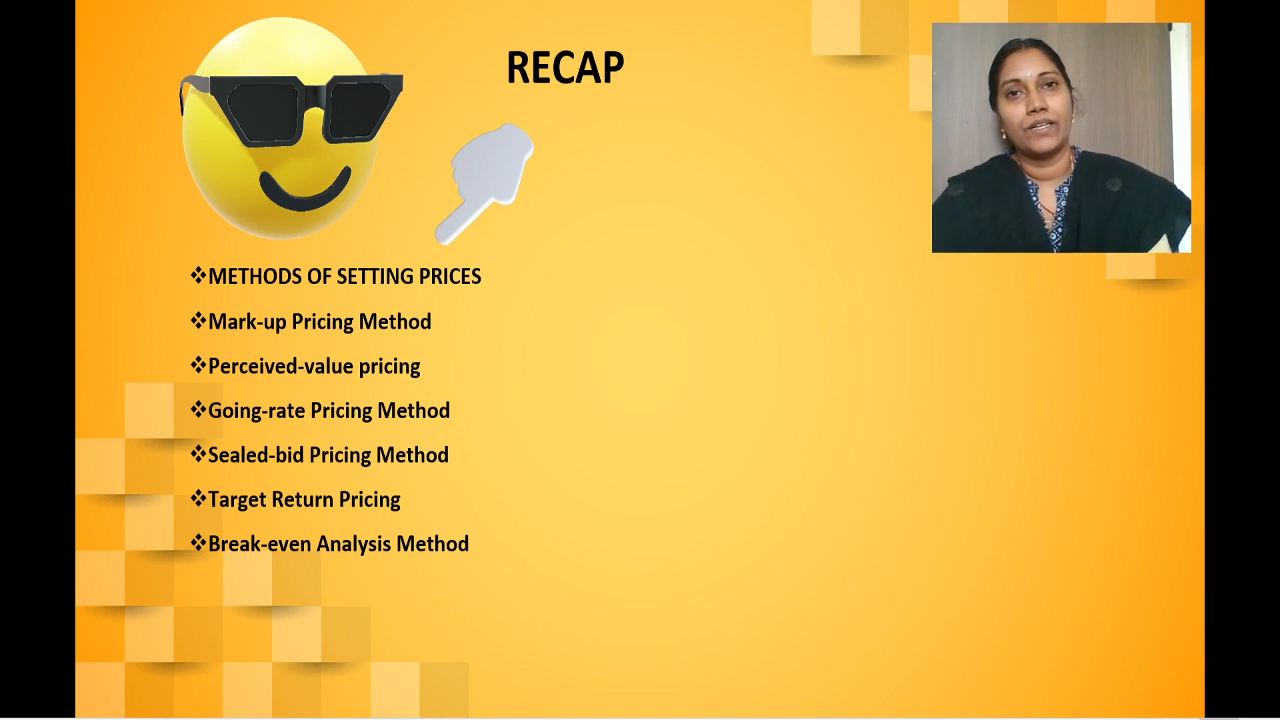 RECAP
❖METHODS OF SETTING PRICES
❖Mark-up Pricing Method
❖Perceived-value pricing
❖Going-rate Pricing Method
❖Sealed-bid Pricing Method
❖Target Return Pricing
❖Break-even Analysis Method